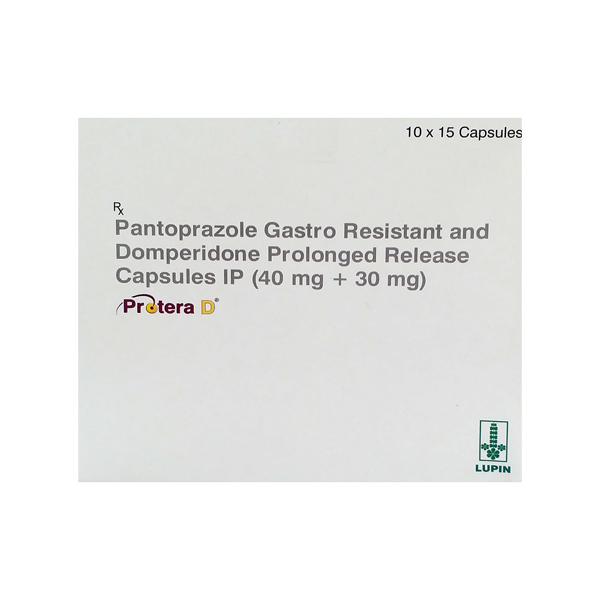 10 x 15 Capsules
Rx
Pantoprazole Gastro Resistant and
Domperidone Prolonged Release
Capsules IP (40 mg + 30 mg)
Protera D®
LUPIN